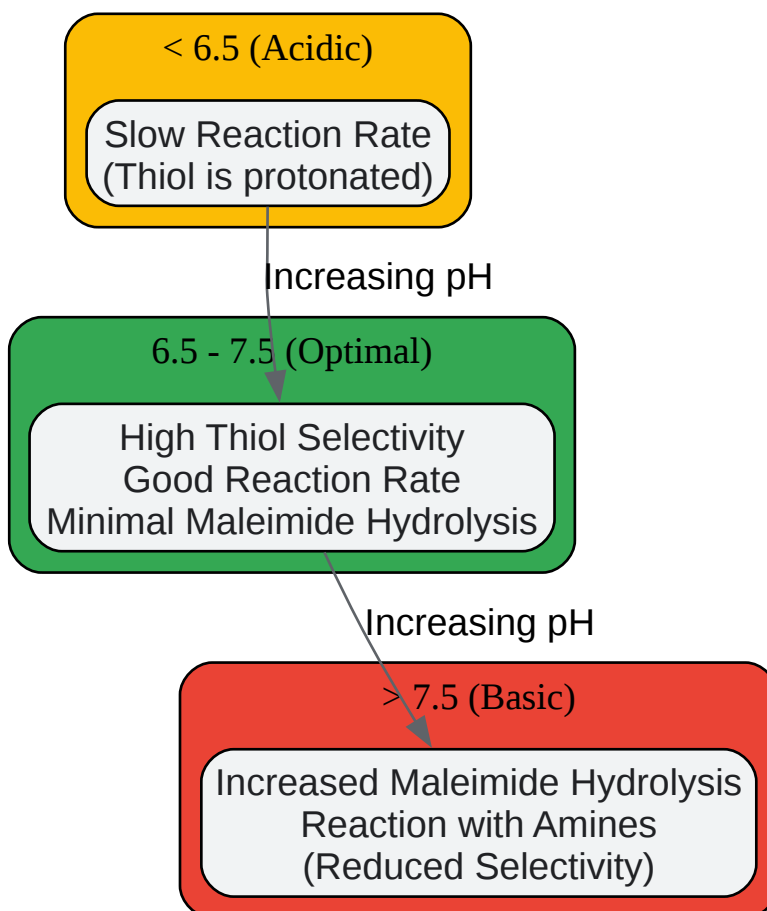 < 6.5 (Acidic)
Slow Reaction Rate
(Thiol is protonated)
Increasing pH
6.5 - 7.5 (Optimal)
High Thiol Selectivity
Good Reaction Rate
Minimal Maleimide Hydrolysis
Increasing pH
> 7.5 (Basic)
Increased Maleimide Hydrolysis
Reaction with Amines
(Reduced Selectivity)